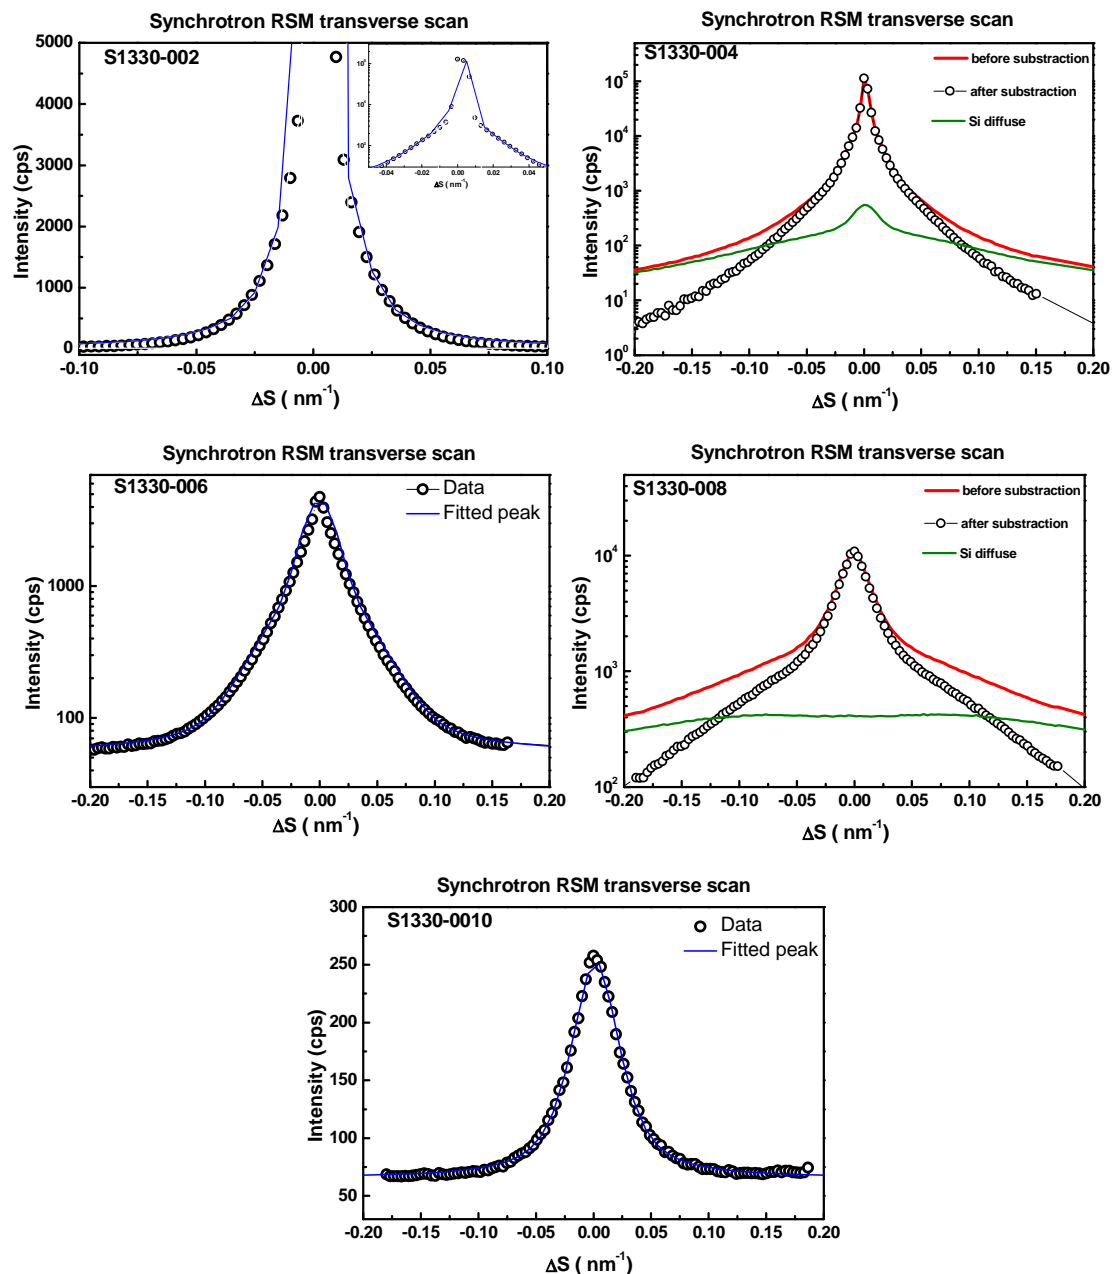 Synchrotron RSM transverse scan
S1330-002
Intensity (cps)
5000
4000
3000
2000
1000
0
-0.10
-0.05
0.00
0.05
0.10
ΔS ( nm⁻¹)
-0.04
-0.02
0.00
0.02
0.04
ΔS ( nm⁻¹)
Synchrotron RSM transverse scan
S1330-004
before substraction
after substraction
Si diffuse
Intensity (cps)
10⁵
10⁴
10³
10²
10¹
10⁰
-0.20
-0.15
-0.10
-0.05
0.00
0.05
0.10
0.15
0.20
ΔS ( nm⁻¹)
Synchrotron RSM transverse scan
S1330-006
Data
Fitted peak
Intensity (cps)
1000
100
-0.20
-0.15
-0.10
-0.05
0.00
0.05
0.10
0.15
0.20
ΔS ( nm⁻¹)
Synchrotron RSM transverse scan
S1330-008
before substraction
after substraction
Si diffuse
Intensity (cps)
10⁴
10³
10²
-0.20
-0.15
-0.10
-0.05
0.00
0.05
0.10
0.15
0.20
ΔS ( nm⁻¹)
Synchrotron RSM transverse scan
S1330-0010
Data
Fitted peak
Intensity (cps)
300
250
200
150
100
50
-0.20
-0.15
-0.10
-0.05
0.00
0.05
0.10
0.15
0.20
ΔS ( nm⁻¹)